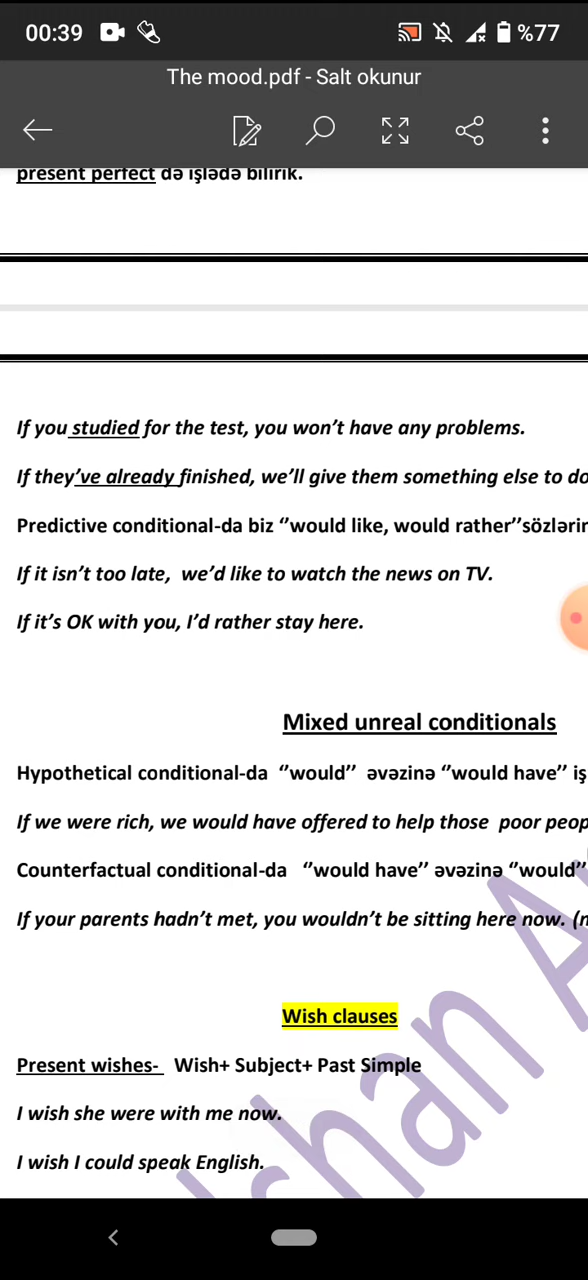 00:39
%77
The mood.pdf - Salt okunur
present perfect də işlədə bilirik.
If you studied for the test, you won’t have any problems.
If they’ve already finished, we’ll give them something else to do
Predictive conditional-da biz ‘’would like, would rather’’sözlərin
If it isn’t too late, we’d like to watch the news on TV.
If it’s OK with you, I’d rather stay here.
Mixed unreal conditionals
Hypothetical conditional-da ‘’would’’ əvəzinə ‘’would have’’ iş
If we were rich, we would have offered to help those poor peop
Counterfactual conditional-da ‘’would have’’ əvəzinə ‘’would’’
If your parents hadn’t met, you wouldn’t be sitting here now. (n
Wish clauses
Present wishes- Wish+ Subject+ Past Simple
I wish she were with me now.
I wish I could speak English.